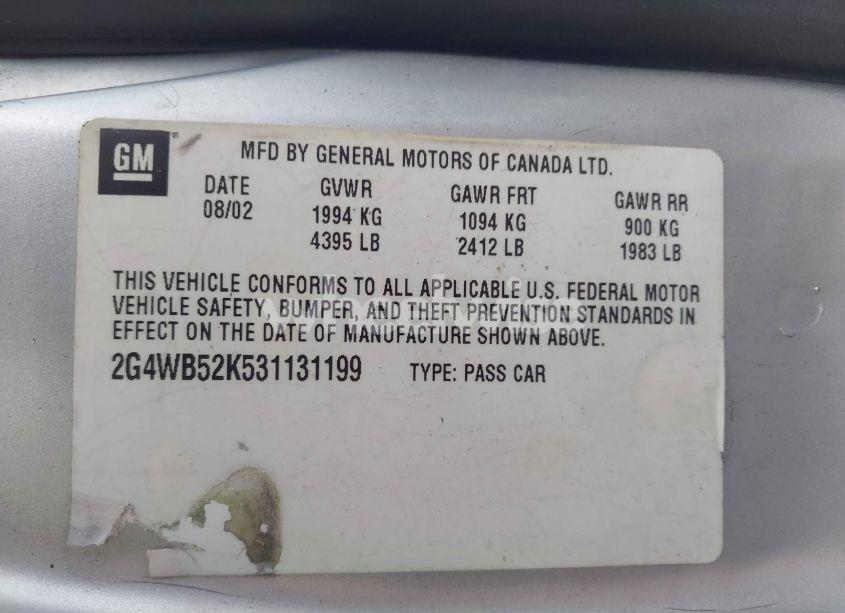 GM ®
MFD BY GENERAL MOTORS OF CANADA LTD.
DATE GVWR GAWR FRT GAWR RR
08/02 1994 KG 1094 KG 900 KG
4395 LB 2412 LB 1983 LB
THIS VEHICLE CONFORMS TO ALL APPLICABLE U.S. FEDERAL MOTOR
VEHICLE SAFETY, BUMPER, AND THEFT PREVENTION STANDARDS IN
EFFECT ON THE DATE OF MANUFACTURE SHOWN ABOVE.
2G4WB52K531131199 TYPE: PASS CAR